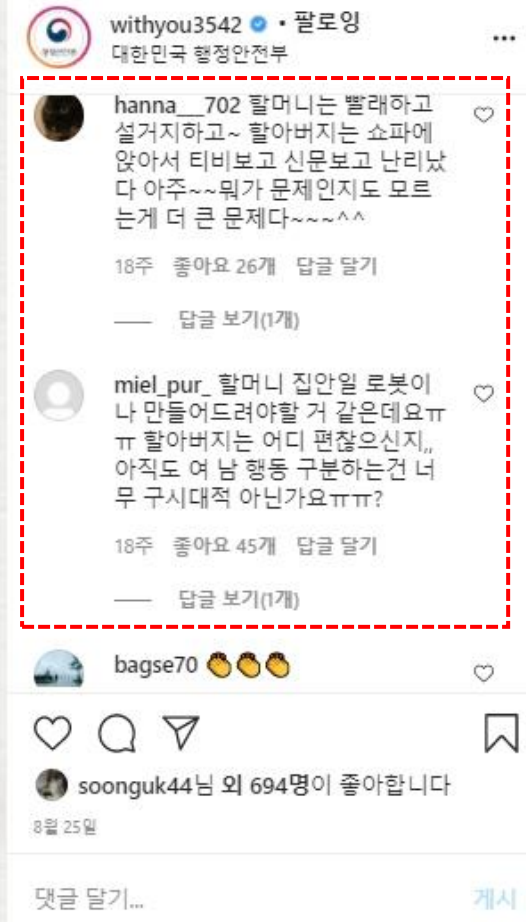 withyou3542 • 팔로잉
대한민국 행정안전부
hanna__702 할머니는 빨래하고
설거지하고~ 할아버지는 쇼파에
앉아서 티비보고 신문보고 난리났
다 아주~~뭐가 문제인지도 모르
는게 더 큰 문제다~~~^^
18주 좋아요 26개 답글 달기
답글 보기(1개)
miel_pur_ 할머니 집안일 로봇이
나 만들어드려야할 거 같은데요ㅠ
ㅠ 할아버지는 어디 편찮으신지,,
아직도 여 남 행동 구분하는건 너
무 구시대적 아닌가요ㅠㅠ?
18주 좋아요 45개 답글 달기
답글 보기(1개)
bagse70 👏👏👏
soonguk44님 외 694명이 좋아합니다
8월 25일
댓글 달기...
게시